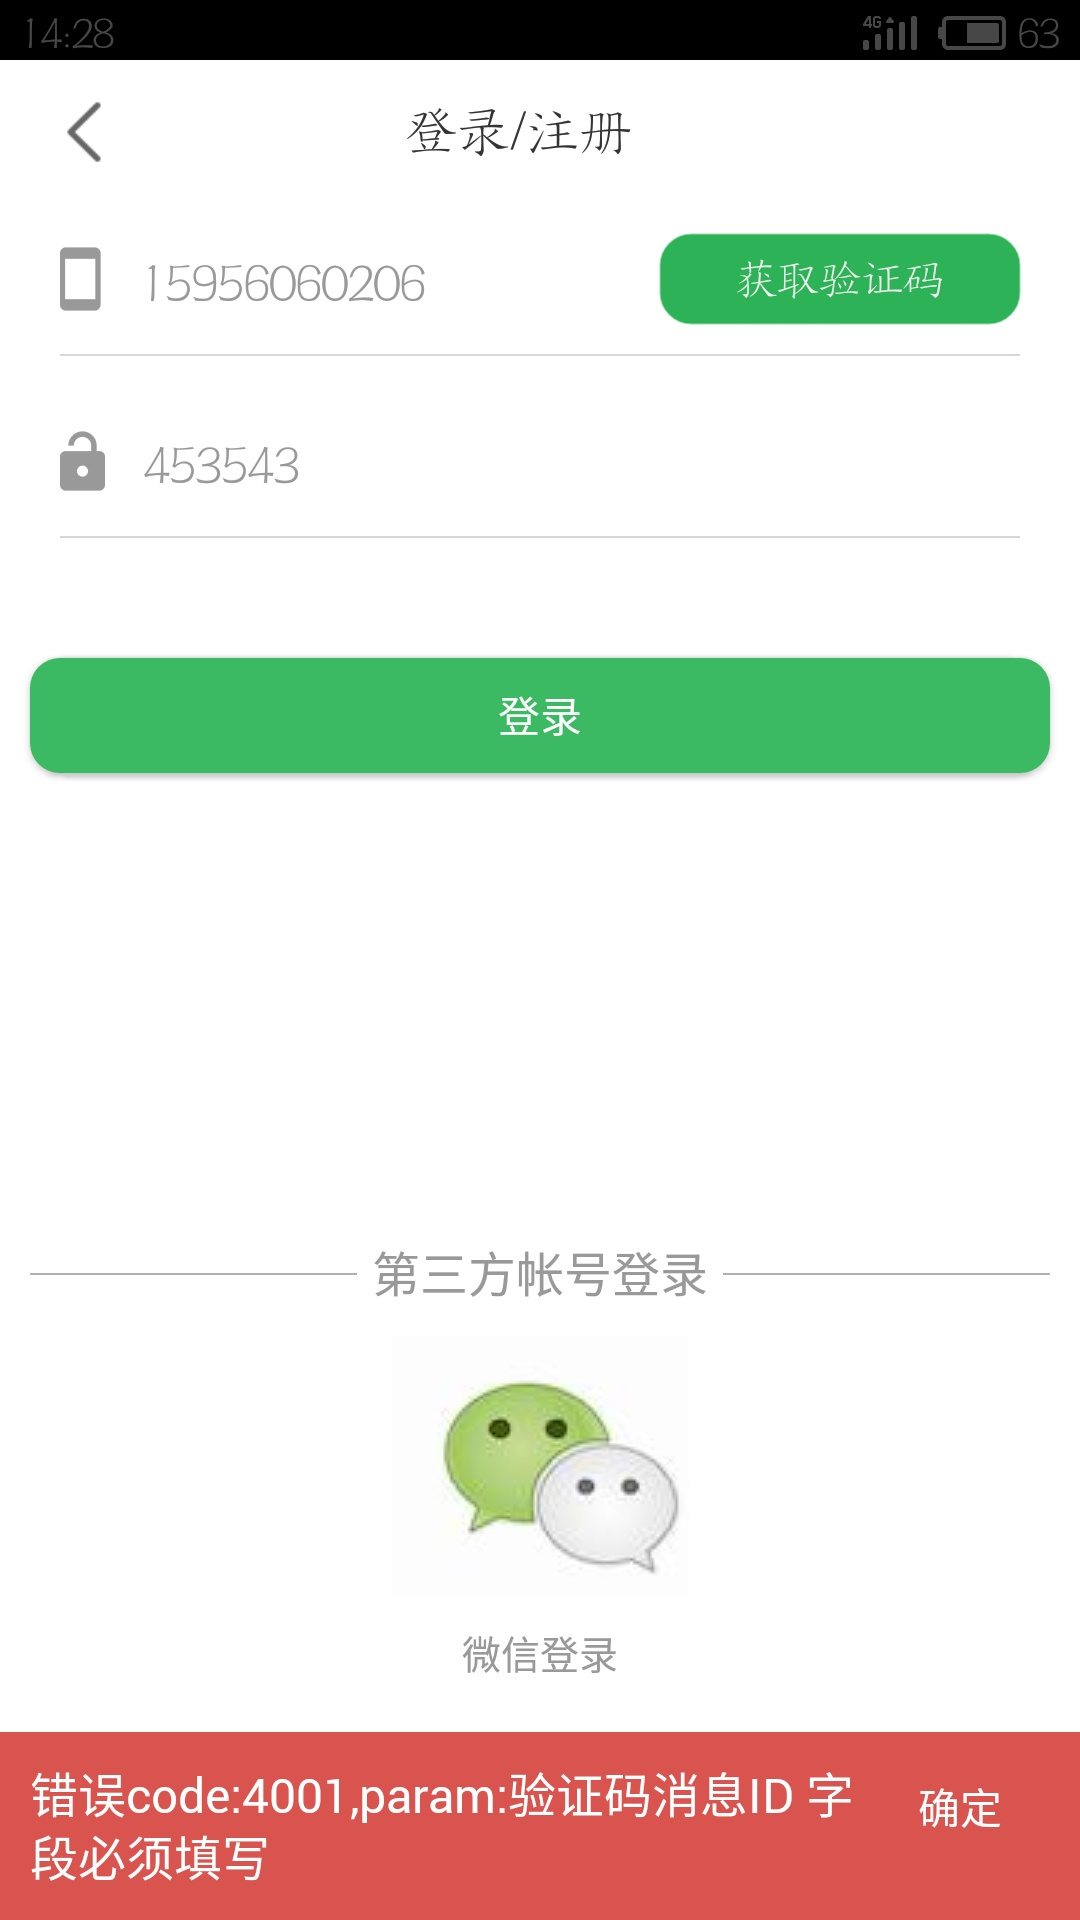 14:28
4G
63
登录/注册
15956060206
获取验证码
453543
登录
第三方帐号登录
微信登录
错误code:4001,param:验证码消息ID 字
段必须填写
确定